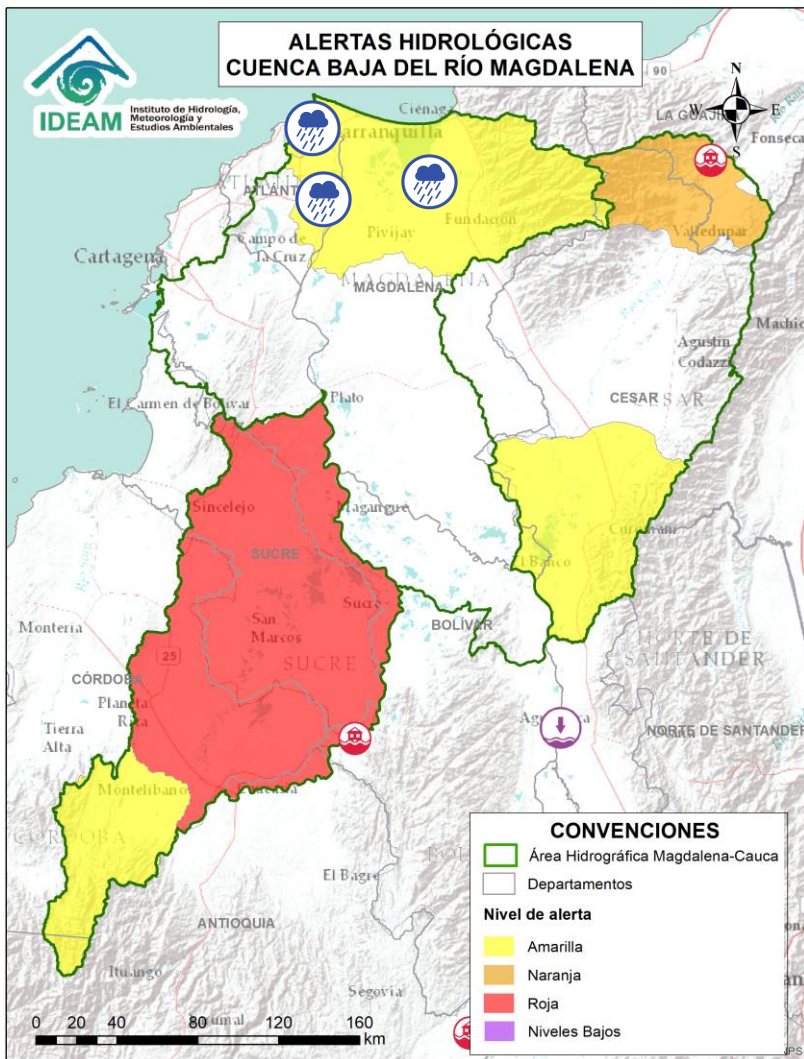 ALERTAS HIDROLÓGICAS
CUENCA BAJA DEL RÍO MAGDALENA
IDEAM
Instituto de Hidrología,
Meteorología y
Estudios Ambientales
90
N
W E
S
Ciénaga
LA GUAJIRA
Fonseca
ATLÁNT
Pivijay
Fundación
Valledupar
Campo de
la Cruz
Cartagena
MAGDALENA
MAGDALENA
Agustín
Codazzi
CESAR
El Carmen de Bolívar
Plato
Sincelejo
Magangué
Curumaní
SUCRE
El Banco
San
Marcos
Sucre
BOLÍVAR
Montería
SUCRE
NORTE DE
SANTANDER
25
CÓRDOBA
Planeta
Rica
Tierra
Alta
NORTE DE SANTANDER
Montelíbano
CÓRDOBA
El Bagre
ANTIOQUIA
Ituango
Segovia
CONVENCIONES
Área Hidrográfica Magdalena-Cauca
Departamentos
Nivel de alerta
Amarilla
Naranja
Roja
Niveles Bajos
0 20 40 80 120 160
km